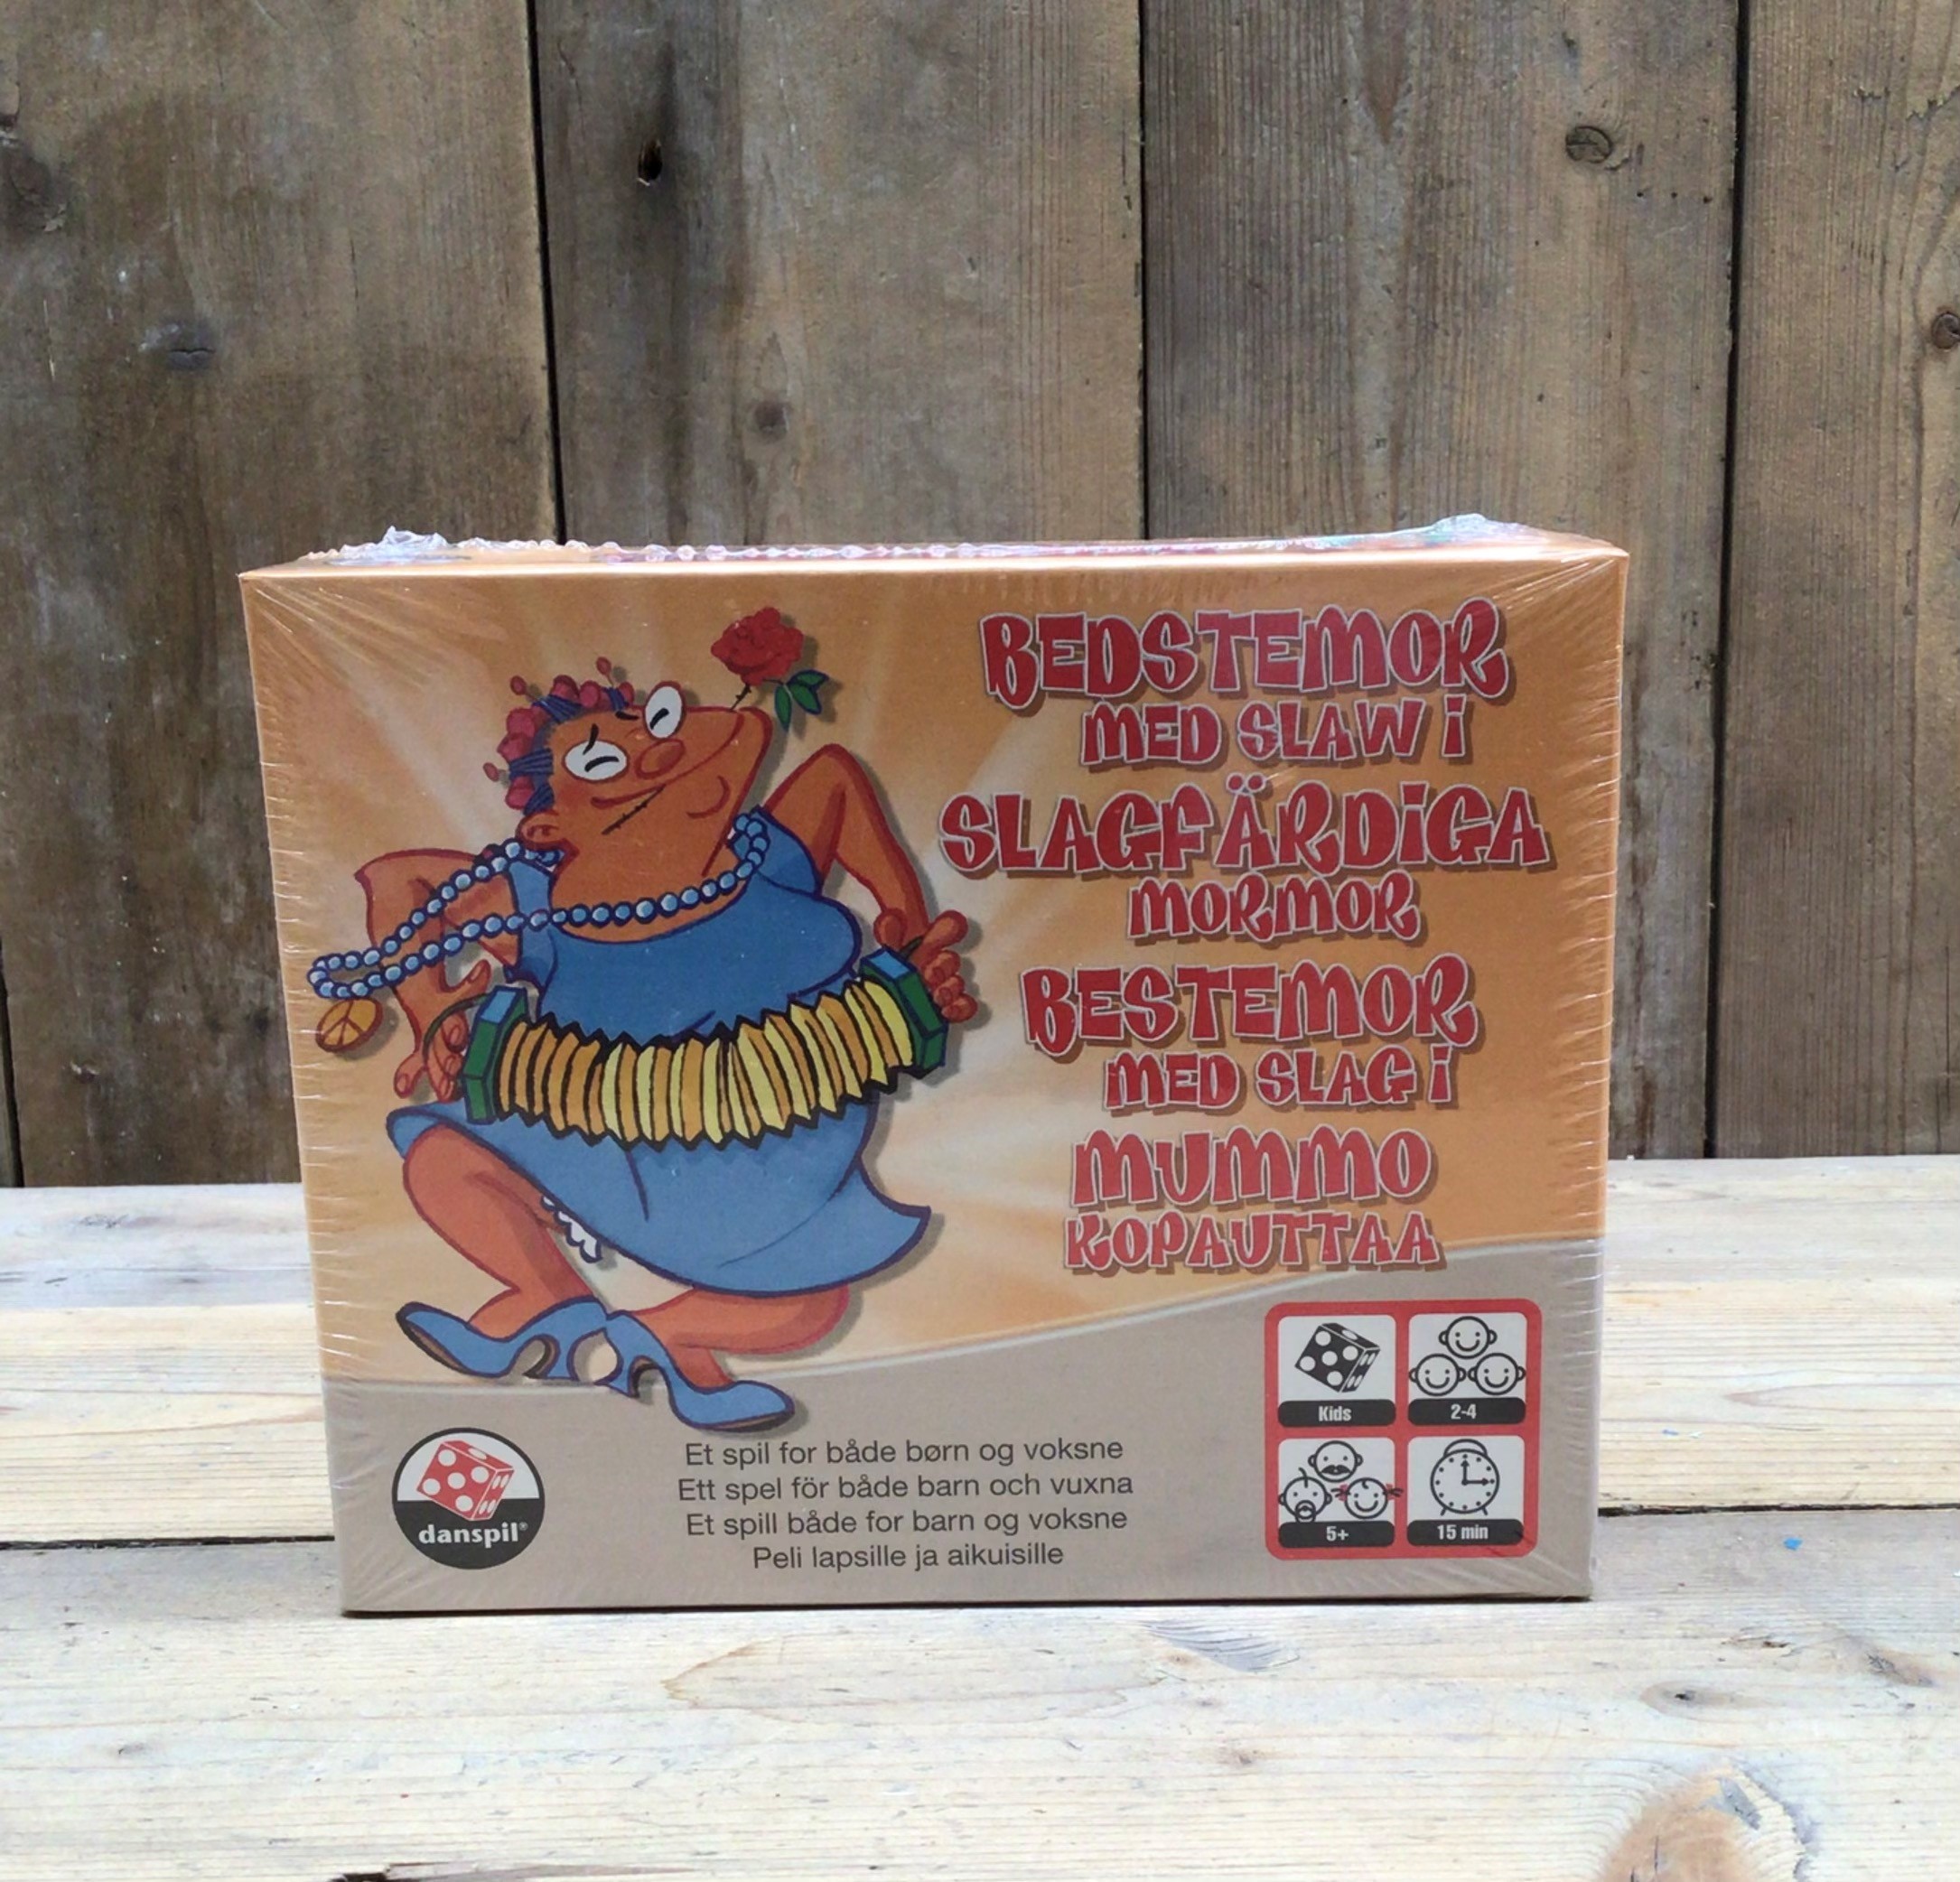 BEDSTEMOR
MED SLAW i
SLAGFÄRDiGA
MORMOR
BESTEMOR
MED SLAG i
MUMMO
KOPAUTTAA
Kids
2-4
5+
15 min
Et spil for både børn og voksne
Ett spel för både barn och vuxna
Et spill både for barn og voksne
Peli lapsille ja aikuisille
danspil®